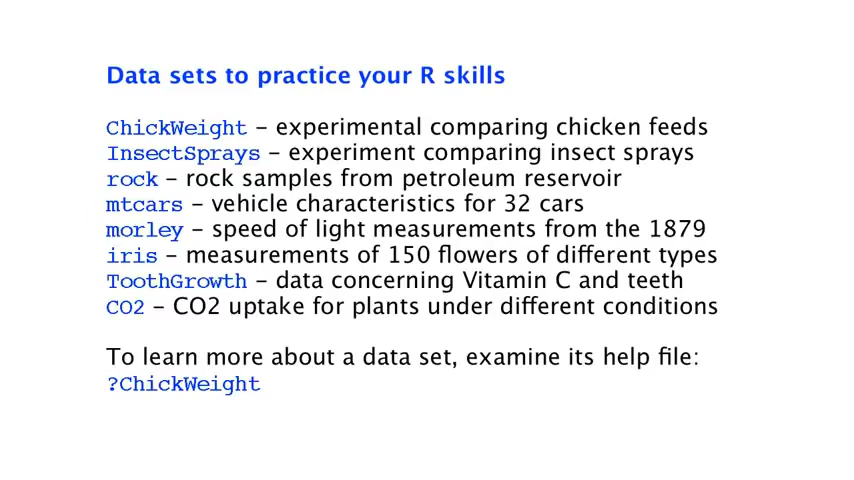 Data sets to practice your R skills
ChickWeight – experimental comparing chicken feeds
InsectSprays – experiment comparing insect sprays
rock – rock samples from petroleum reservoir
mtcars – vehicle characteristics for 32 cars
morley – speed of light measurements from the 1879
iris – measurements of 150 flowers of different types
ToothGrowth – data concerning Vitamin C and teeth
CO2 – CO2 uptake for plants under different conditions
To learn more about a data set, examine its help file:
?ChickWeight